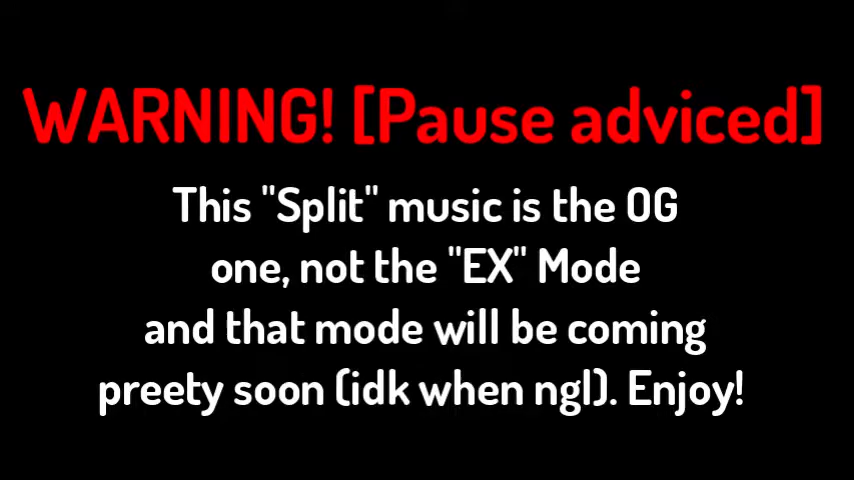 WARNING! [Pause adviced]
This "Split" music is the OG
one, not the "EX" Mode
and that mode will be coming
preety soon (idk when ngl). Enjoy!